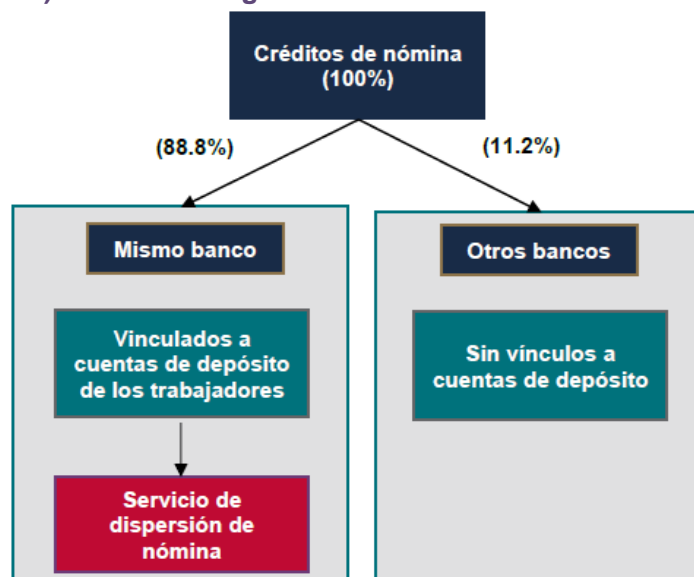 Créditos de nómina
(100%)
(88.8%)
(11.2%)
Mismo banco
Otros bancos
Vinculados a
cuentas de depósito
de los trabajadores
Sin vínculos a
cuentas de depósito
Servicio de
dispersión de
nómina